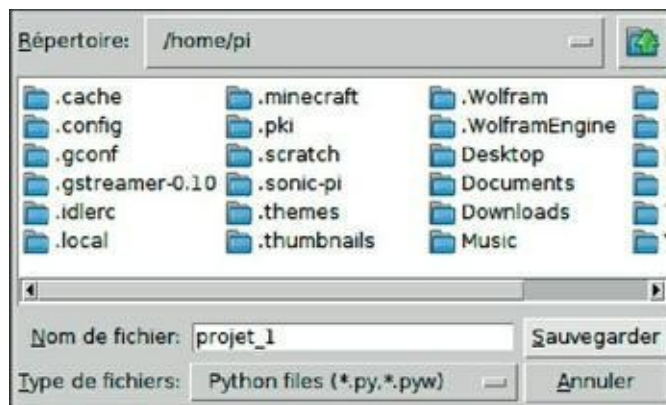 Répertoire: /home/pi
.cache .minecraft .Wolfram
.config .pki .WolframEngine
.gconf .scratch Desktop
.gstreamer-0.10 .sonic-pi Documents
.idlerc .themes Downloads
.local .thumbnails Music
Nom de fichier: projet_1 Sauvegarder
Type de fichiers: Python files (*.py,*.pyw) Annuler